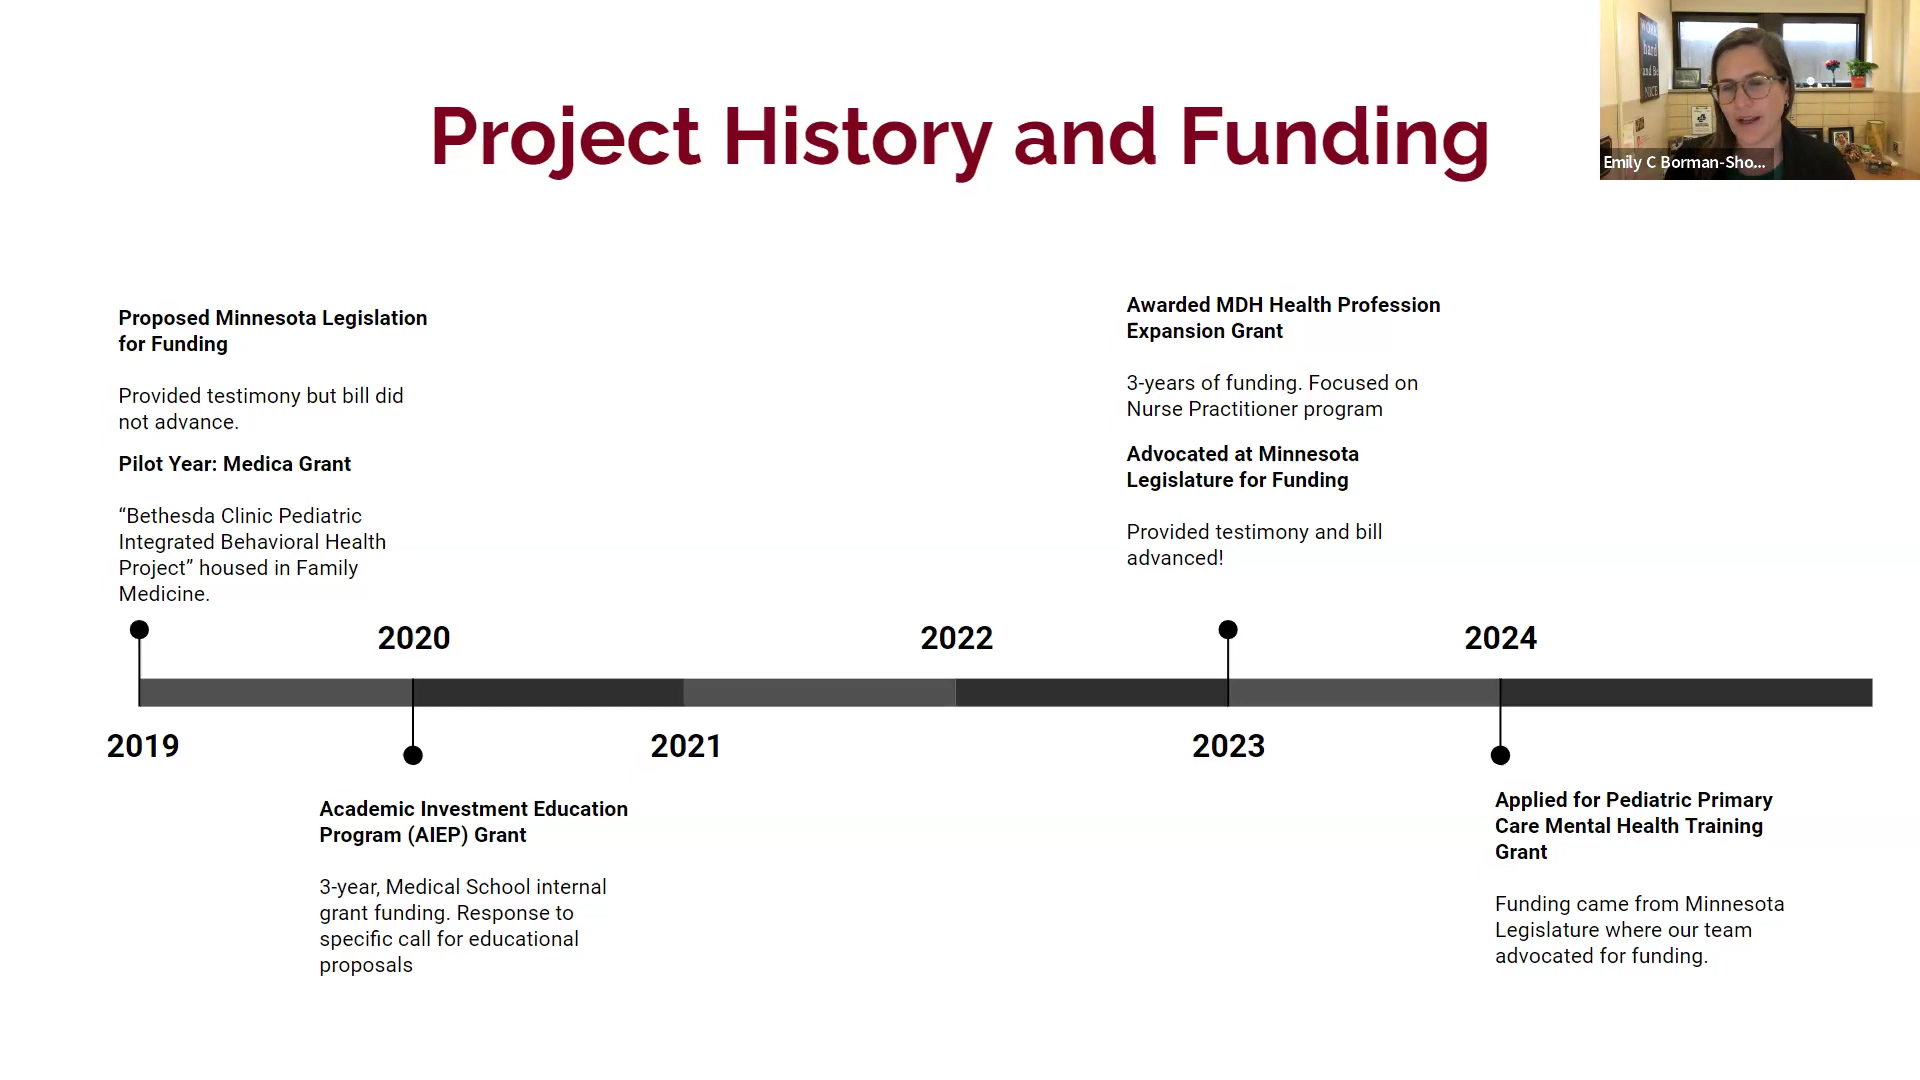 Project History and Funding
work
hard
and Be
NICE
Emily C Borman-Sho...
Proposed Minnesota Legislation
for Funding
Provided testimony but bill did
not advance.
Pilot Year: Medica Grant
“Bethesda Clinic Pediatric
Integrated Behavioral Health
Project” housed in Family
Medicine.
Awarded MDH Health Profession
Expansion Grant
3-years of funding. Focused on
Nurse Practitioner program
Advocated at Minnesota
Legislature for Funding
Provided testimony and bill
advanced!
2020
2022
2024
2019
2021
2023
Academic Investment Education
Program (AIEP) Grant
3-year, Medical School internal
grant funding. Response to
specific call for educational
proposals
Applied for Pediatric Primary
Care Mental Health Training
Grant
Funding came from Minnesota
Legislature where our team
advocated for funding.